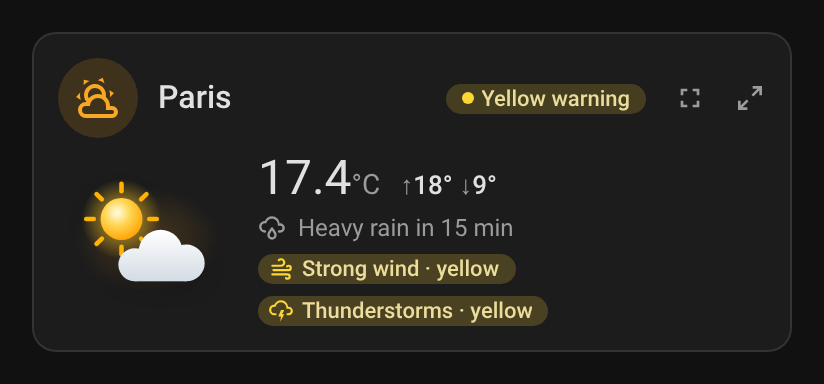 Paris
Yellow warning
17.4°C ↑18° ↓9°
Heavy rain in 15 min
Strong wind · yellow
Thunderstorms · yellow